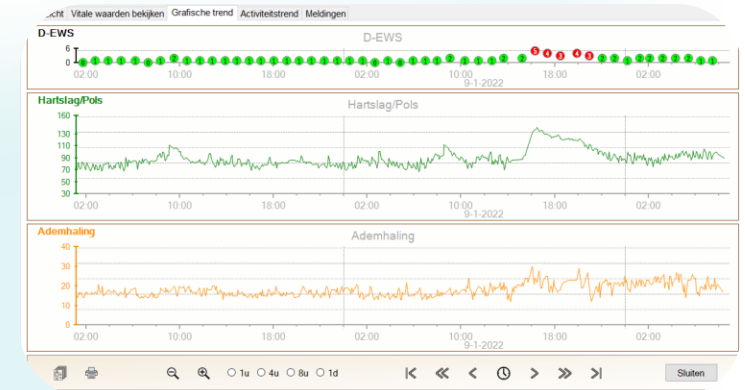 Vitale waarden bekijken Grafische trend Activiteitstrend Meldingen
D-EWS
D-EWS
6
0
02:00 10:00 18:00 02:00 10:00 18:00 02:00
9-1-2022
Hartslag/Pols
Hartslag/Pols
160
130
110
90
70
50
30
02:00 10:00 18:00 02:00 10:00 18:00 02:00
9-1-2022
Ademhaling
Ademhaling
40
30
20
10
0
02:00 10:00 18:00 02:00 10:00 18:00 02:00
9-1-2022
1u 4u 8u 1d
Sluiten